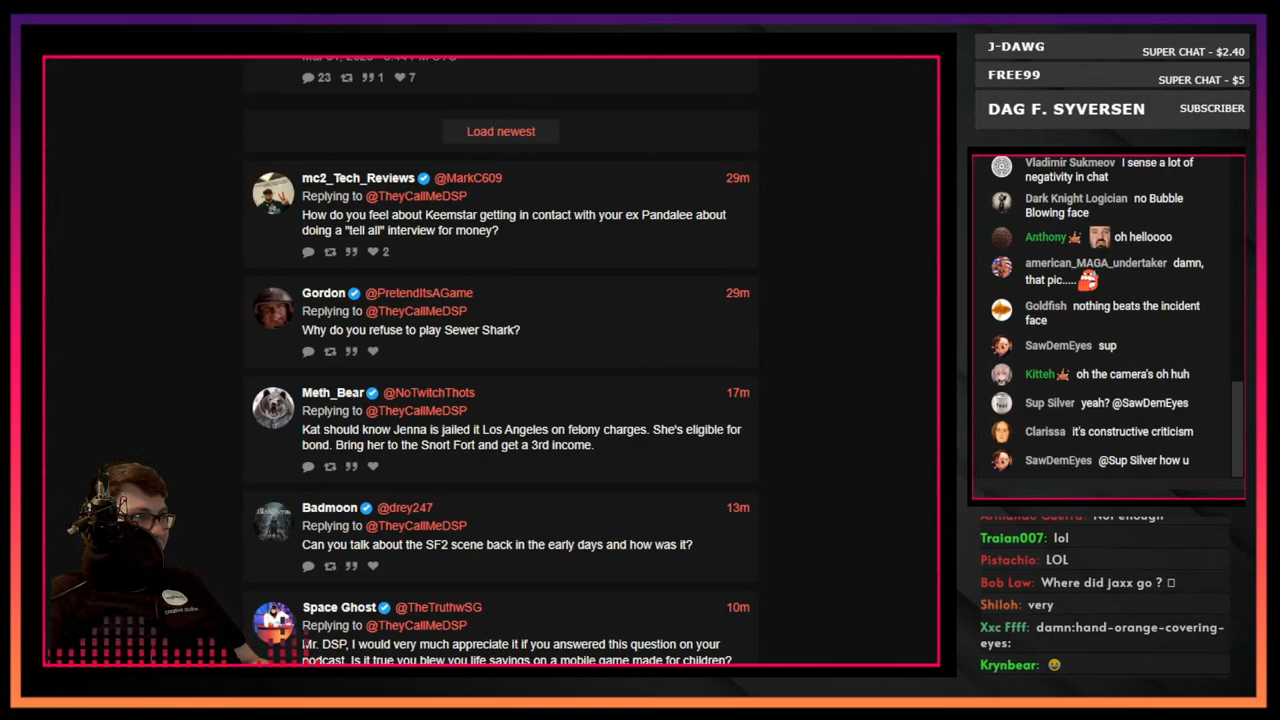 23 1 7
Load newest
mc2_Tech_Reviews @MarkC609 29m
Replying to @TheyCallMeDSP
How do you feel about Keemstar getting in contact with your ex Pandalee about
doing a "tell all" interview for money?
2
Gordon @PretendItsAGame 29m
Replying to @TheyCallMeDSP
Why do you refuse to play Sewer Shark?
Meth_Bear @NoTwitchThots 17m
Replying to @TheyCallMeDSP
Kat should know Jenna is jailed it Los Angeles on felony charges. She's eligible for
bond. Bring her to the Snort Fort and get a 3rd income.
Badmoon @drey247 13m
Replying to @TheyCallMeDSP
Can you talk about the SF2 scene back in the early days and how was it?
Space Ghost @TheTruthwSG 10m
Replying to @TheyCallMeDSP
Mr. DSP, I would very much appreciate it if you answered this question on your
podcast. Is it true you blew you life savings on a mobile game made for children?
J-DAWG SUPER CHAT - $2.40
FREE99 SUPER CHAT - $5
DAG F. SYVERSEN SUBSCRIBER
Vladimir Sukmeov I sense a lot of
negativity in chat
Dark Knight Logician no Bubble
Blowing face
Anthony oh helloooo
american_MAGA_undertaker damn,
that pic.....
Goldfish nothing beats the incident
face
SawDemEyes sup
Kitteh oh the camera's oh huh
Sup Silver yeah? @SawDemEyes
Clarissa it's constructive criticism
SawDemEyes @Sup Silver how u
Armando Guerra: Not enough
Traian007: lol
Pistachio: LOL
Bob Law: Where did jaxx go ?
Shiloh: very
Xxc Ffff: damn:hand-orange-covering-
eyes:
Krynbear: